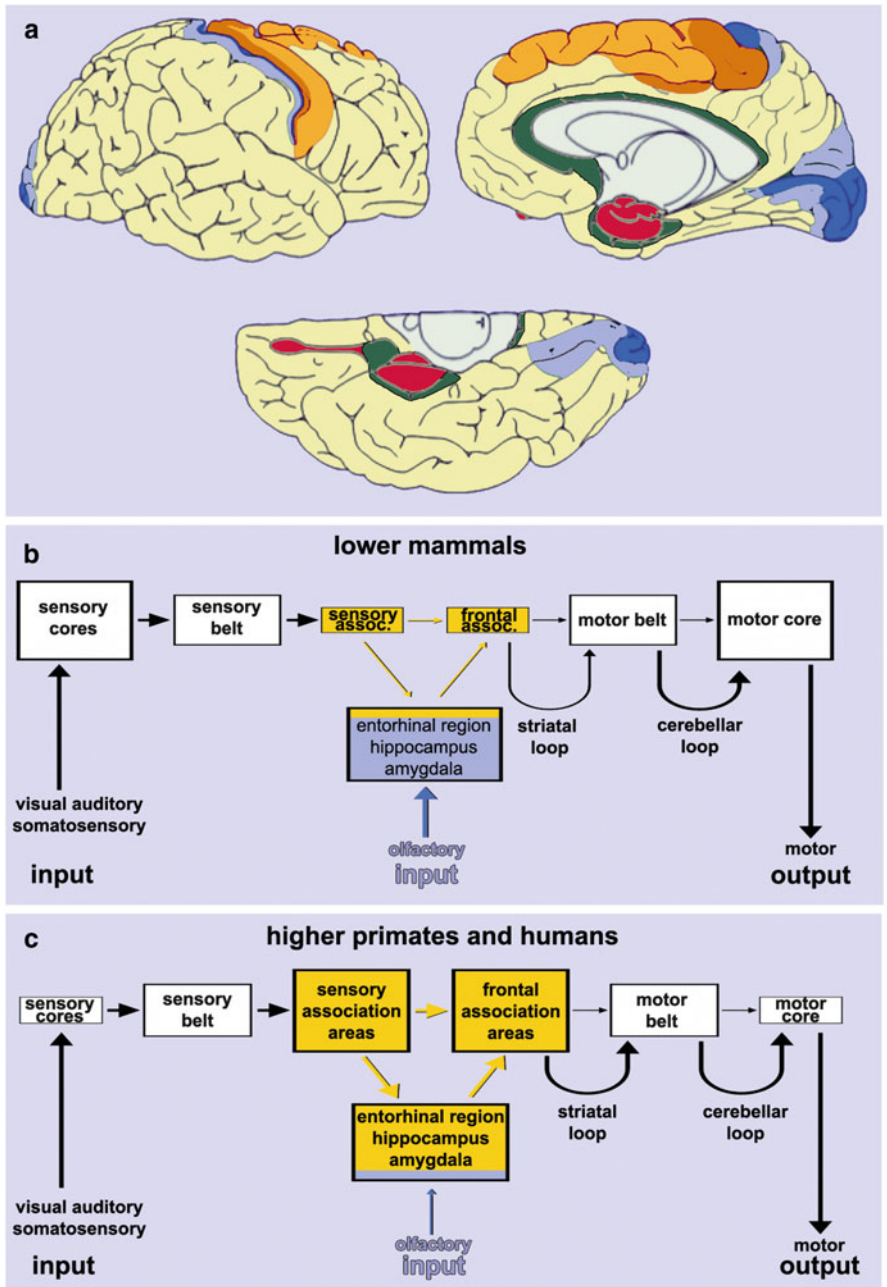 a
b
lower mammals
sensory
cores
sensory
belt
sensory
assoc.
frontal
assoc.
motor belt
motor core
entorhinal region
hippocampus
amygdala
striatal
loop
cerebellar
loop
visual auditory
somatosensory
input
olfactory
input
motor
output
c
higher primates and humans
sensory
cores
sensory
belt
sensory
association
areas
frontal
association
areas
motor
belt
motor
core
entorhinal region
hippocampus
amygdala
striatal
loop
cerebellar
loop
visual auditory
somatosensory
input
olfactory
input
motor
output